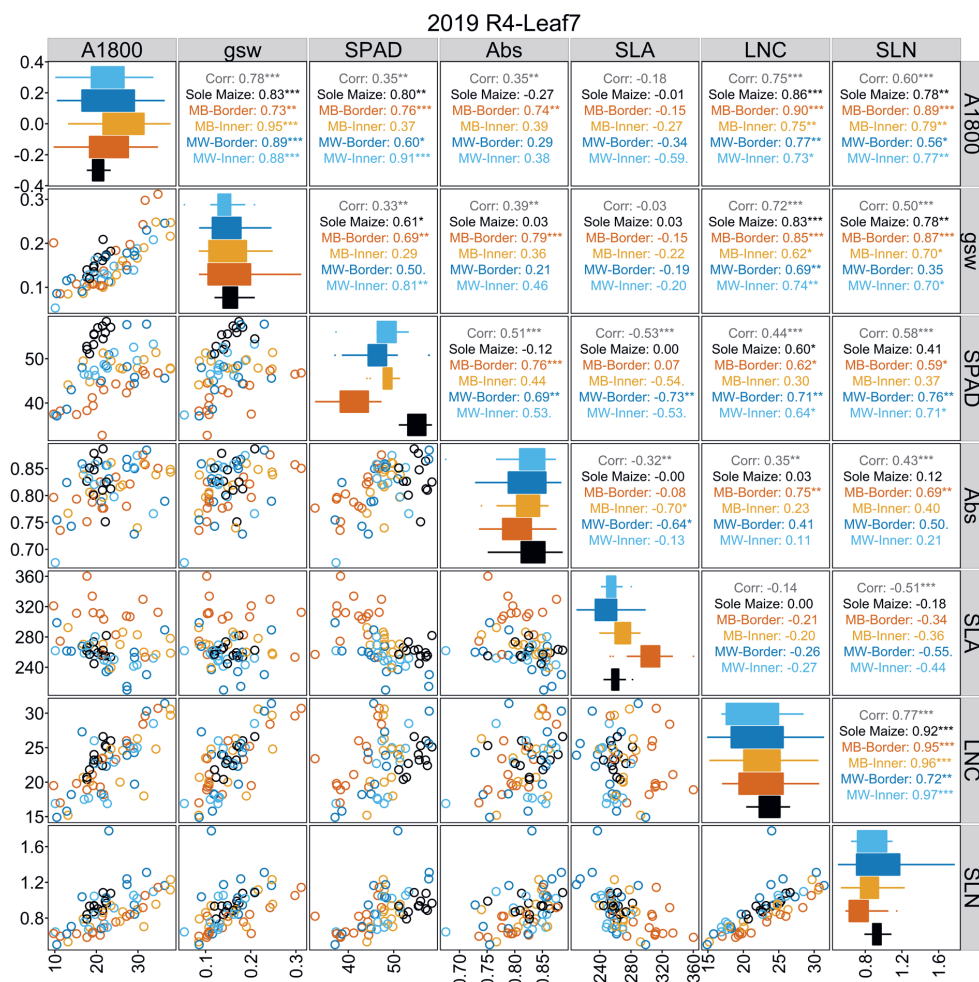 2019 R4-Leaf7
A1800 gsw SPAD Abs SLA LNC SLN
0.4
0.2
0.0
-0.2
-0.4
Corr: 0.78*** Corr: 0.35** Corr: 0.35** Corr: -0.18 Corr: 0.75*** Corr: 0.60***
Sole Maize: 0.83*** Sole Maize: 0.80** Sole Maize: -0.27 Sole Maize: -0.01 Sole Maize: 0.86*** Sole Maize: 0.78**
MB-Border: 0.73** MB-Border: 0.76*** MB-Border: 0.74** MB-Border: -0.15 MB-Border: 0.90*** MB-Border: 0.89***
MB-Inner: 0.95*** MB-Inner: 0.37 MB-Inner: 0.39 MB-Inner: -0.27 MB-Inner: 0.75** MB-Inner: 0.79**
MW-Border: 0.89*** MW-Border: 0.60* MW-Border: 0.29 MW-Border: -0.34 MW-Border: 0.77** MW-Border: 0.56*
MW-Inner: 0.88*** MW-Inner: 0.91*** MW-Inner: 0.38 MW-Inner: -0.59. MW-Inner: 0.73* MW-Inner: 0.77**
A1800
0.3
0.2
0.1
Corr: 0.33** Corr: 0.39** Corr: -0.03 Corr: 0.72*** Corr: 0.50***
Sole Maize: 0.61* Sole Maize: 0.03 Sole Maize: 0.03 Sole Maize: 0.83*** Sole Maize: 0.78**
MB-Border: 0.69** MB-Border: 0.79*** MB-Border: -0.15 MB-Border: 0.85*** MB-Border: 0.87***
MB-Inner: 0.29 MB-Inner: 0.36 MB-Inner: -0.22 MB-Inner: 0.62* MB-Inner: 0.70*
MW-Border: 0.50. MW-Border: 0.21 MW-Border: -0.19 MW-Border: 0.69** MW-Border: 0.35
MW-Inner: 0.81** MW-Inner: 0.46 MW-Inner: -0.20 MW-Inner: 0.74** MW-Inner: 0.70*
gsw
50
40
Corr: 0.51*** Corr: -0.53*** Corr: 0.44*** Corr: 0.58***
Sole Maize: -0.12 Sole Maize: 0.00 Sole Maize: 0.60* Sole Maize: 0.41
MB-Border: 0.76*** MB-Border: 0.07 MB-Border: 0.62* MB-Border: 0.59*
MB-Inner: 0.44 MB-Inner: -0.54. MB-Inner: 0.30 MB-Inner: 0.37
MW-Border: 0.69** MW-Border: -0.73** MW-Border: 0.71** MW-Border: 0.76**
MW-Inner: 0.53. MW-Inner: -0.53. MW-Inner: 0.64* MW-Inner: 0.71*
SPAD
0.85
0.80
0.75
0.70
Corr: -0.32** Corr: 0.35** Corr: 0.43***
Sole Maize: -0.00 Sole Maize: 0.03 Sole Maize: 0.12
MB-Border: -0.08 MB-Border: 0.75** MB-Border: 0.69**
MB-Inner: -0.70* MB-Inner: 0.23 MB-Inner: 0.40
MW-Border: -0.64* MW-Border: 0.41 MW-Border: 0.50.
MW-Inner: -0.13 MW-Inner: 0.11 MW-Inner: 0.21
Abs
360
320
280
240
Corr: -0.14 Corr: -0.51***
Sole Maize: 0.00 Sole Maize: -0.18
MB-Border: -0.21 MB-Border: -0.34
MB-Inner: -0.20 MB-Inner: -0.36
MW-Border: -0.26 MW-Border: -0.55.
MW-Inner: -0.27 MW-Inner: -0.44
SLA
30
25
20
15
Corr: 0.77***
Sole Maize: 0.92***
MB-Border: 0.95***
MB-Inner: 0.96***
MW-Border: 0.72**
MW-Inner: 0.97***
LNC
1.6
1.2
0.8
SLN
10 20 30 0.1 0.2 0.3 40 50 0.70 0.75 0.80 0.85 240 280 320 360 15 20 25 30 0.8 1.2 1.6